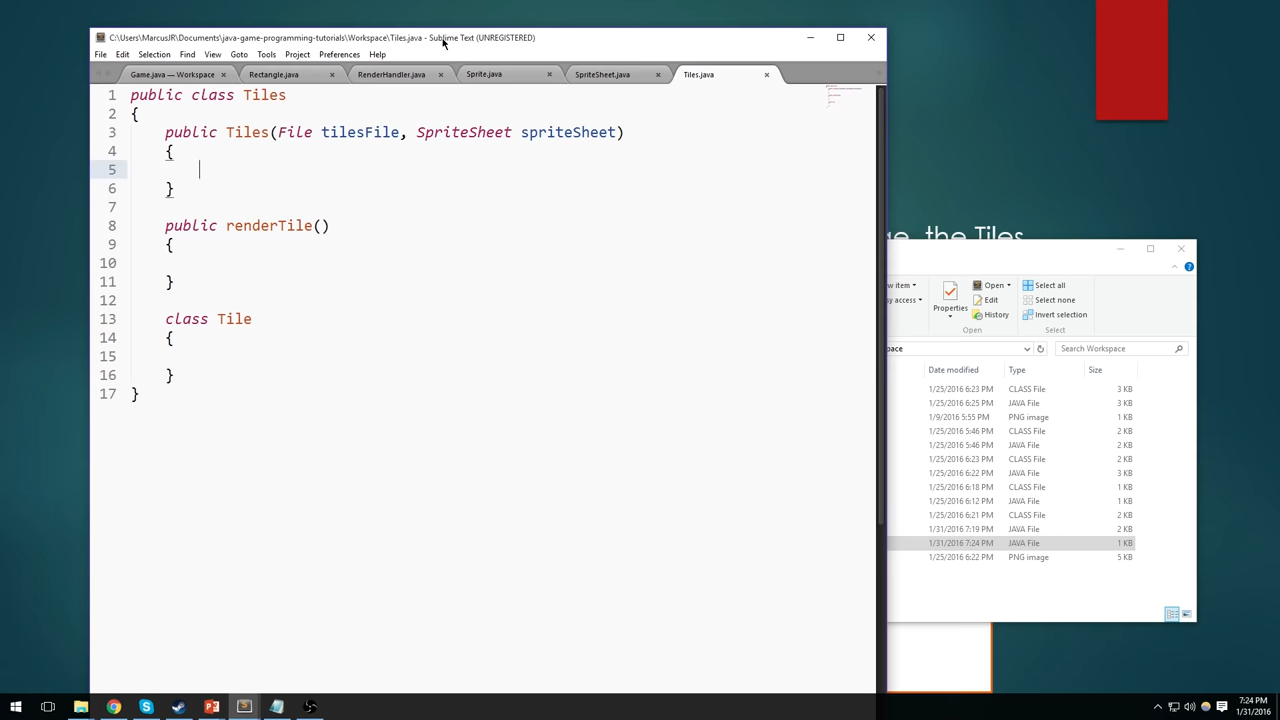 C:\Users\MarcusJR\Documents\java-game-programming-tutorials\Workspace\Tiles.java - Sublime Text (UNREGISTERED)
File Edit Selection Find View Goto Tools Project Preferences Help
Game.java — Workspace Rectangle.java RenderHandler.java Sprite.java SpriteSheet.java Tiles.java
1 public class Tiles
2 {
3 public Tiles(File tilesFile, SpriteSheet spriteSheet)
4 {
5
6 }
7
8 public renderTile()
9 {
10
11 }
12
13 class Tile
14 {
15
16 }
17 }
the Tiles
Open
Select all
Edit
Select none
Properties
History
Invert selection
Open
Select
Search Workspace
Date modified Type Size
1/25/2016 6:23 PM CLASS File 3 KB
1/25/2016 6:25 PM JAVA File 3 KB
1/9/2016 5:55 PM PNG image 1 KB
1/25/2016 5:46 PM CLASS File 2 KB
1/25/2016 5:46 PM JAVA File 2 KB
1/25/2016 6:23 PM CLASS File 2 KB
1/25/2016 6:22 PM JAVA File 3 KB
1/25/2016 6:18 PM CLASS File 1 KB
1/25/2016 6:12 PM JAVA File 1 KB
1/25/2016 6:21 PM CLASS File 2 KB
1/31/2016 7:19 PM JAVA File 2 KB
1/31/2016 7:24 PM JAVA File 1 KB
1/25/2016 6:22 PM PNG image 5 KB
7:24 PM
1/31/2016